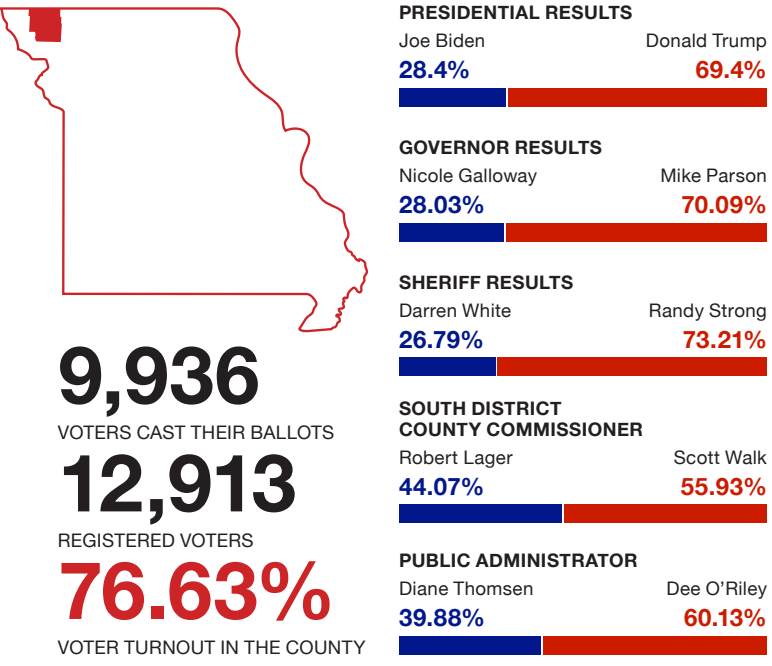 PRESIDENTIAL RESULTS
Joe Biden Donald Trump
28.4% 69.4%
GOVERNOR RESULTS
Nicole Galloway Mike Parson
28.03% 70.09%
SHERIFF RESULTS
Darren White Randy Strong
26.79% 73.21%
SOUTH DISTRICT
COUNTY COMMISSIONER
Robert Lager Scott Walk
44.07% 55.93%
PUBLIC ADMINISTRATOR
Diane Thomsen Dee O’Riley
39.88% 60.13%
9,936
VOTERS CAST THEIR BALLOTS
12,913
REGISTERED VOTERS
76.63%
VOTER TURNOUT IN THE COUNTY